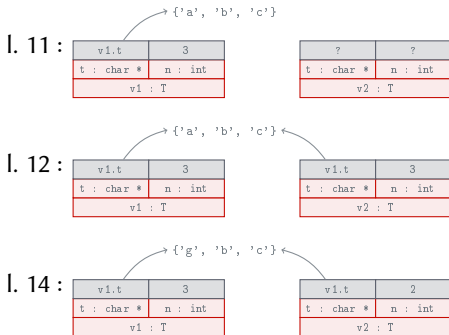 {'a', 'b', 'c'}
l. 11 :
v1.t 3 ? ?
t : char * n : int t : char * n : int
v1 : T v2 : T
{'a', 'b', 'c'}
l. 12 :
v1.t 3 v1.t 3
t : char * n : int t : char * n : int
v1 : T v2 : T
{'g', 'b', 'c'}
l. 14 :
v1.t 3 v1.t 2
t : char * n : int t : char * n : int
v1 : T v2 : T